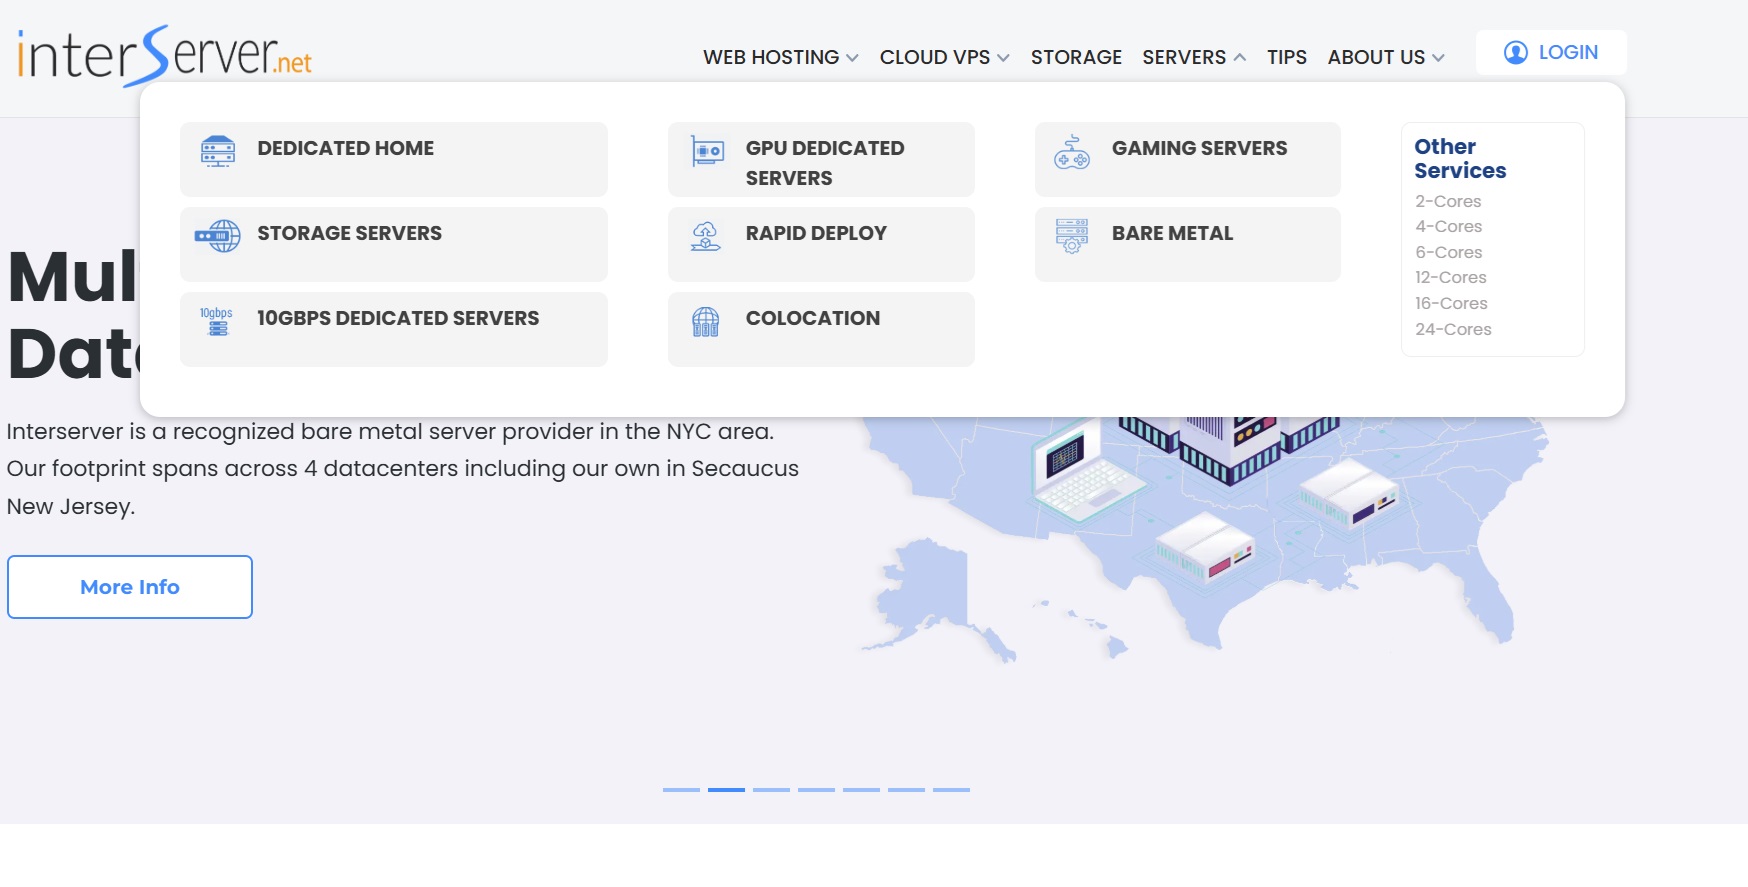 interServer.net
WEB HOSTING
CLOUD VPS
STORAGE
SERVERS
TIPS
ABOUT US
LOGIN
DEDICATED HOME
GPU DEDICATED
SERVERS
GAMING SERVERS
STORAGE SERVERS
RAPID DEPLOY
BARE METAL
10gbps
10GBPS DEDICATED SERVERS
COLOCATION
Other
Services
2-Cores
4-Cores
6-Cores
12-Cores
16-Cores
24-Cores
Interserver is a recognized bare metal server provider in the NYC area.
Our footprint spans across 4 datacenters including our own in Secaucus
New Jersey.
More Info